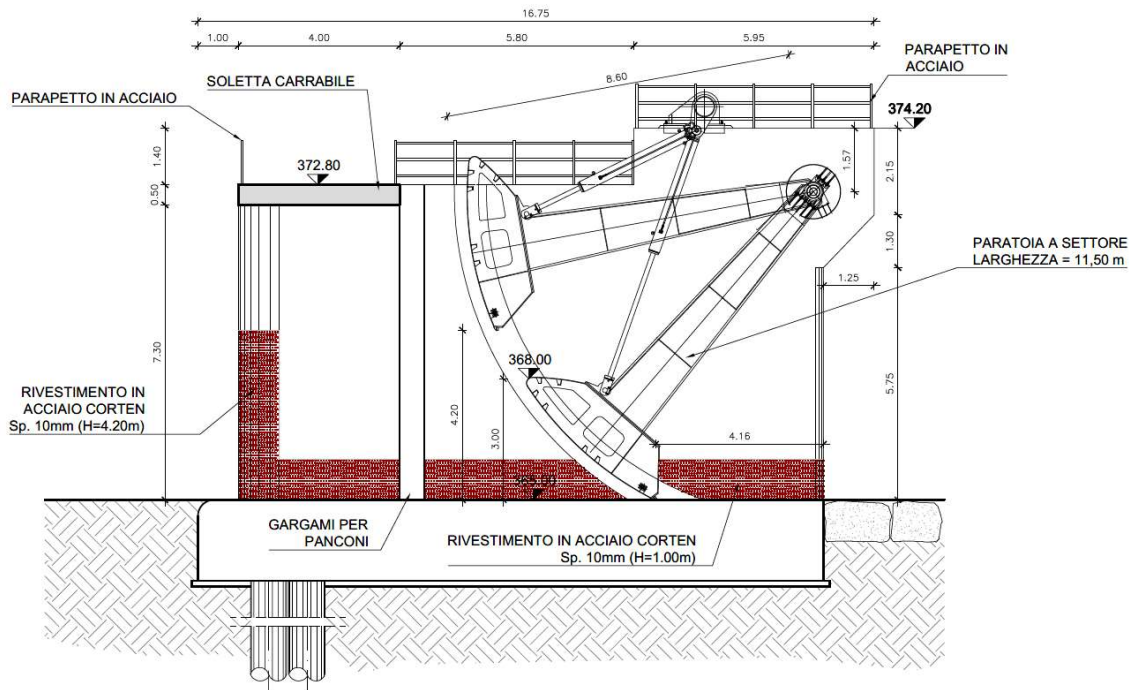 16.75
1.00
4.00
5.80
5.95
8.60
PARAPETTO IN
ACCIAIO
SOLETTA CARRABILE
PARAPETTO IN ACCIAIO
374.20
372.80
1.40
0.50
7.30
1.57
2.15
1.30
1.25
5.75
PARATOIA A SETTORE
LARGHEZZA = 11,50 m
368.00
RIVESTIMENTO IN
ACCIAIO CORTEN
Sp. 10mm (H=4.20m)
4.20
3.00
4.16
365.00
GARGAMI PER
PANCONI
RIVESTIMENTO IN ACCIAIO CORTEN
Sp. 10mm (H=1.00m)